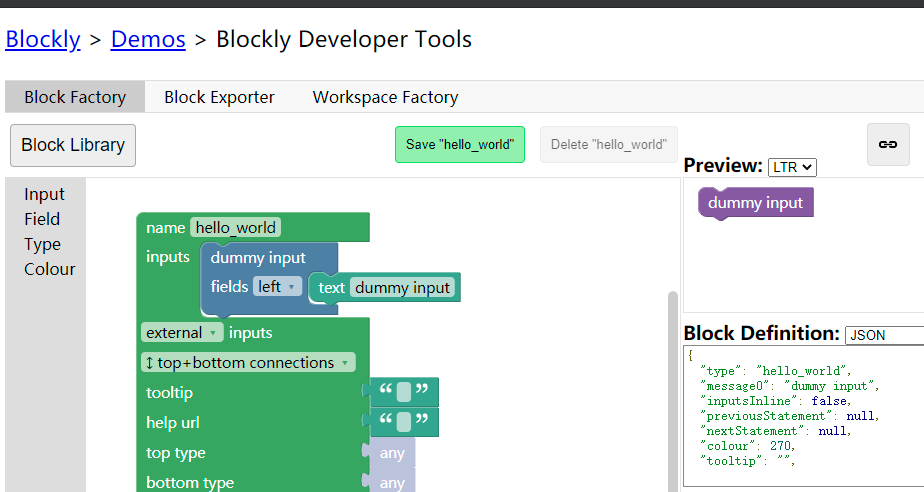 Blockly > Demos > Blockly Developer Tools
Block Factory Block Exporter Workspace Factory
Block Library Save "hello_world" Delete "hello_world"
Preview: LTR
Input
Field
Type
Colour
name hello_world
inputs dummy input
fields left text dummy input
external inputs
↕ top+bottom connections
tooltip “ ”
help url “ ”
top type any
bottom type any
dummy input
Block Definition: JSON
{
"type": "hello_world",
"message0": "dummy input",
"inputsInline": false,
"previousStatement": null,
"nextStatement": null,
"colour": 270,
"tooltip": "",